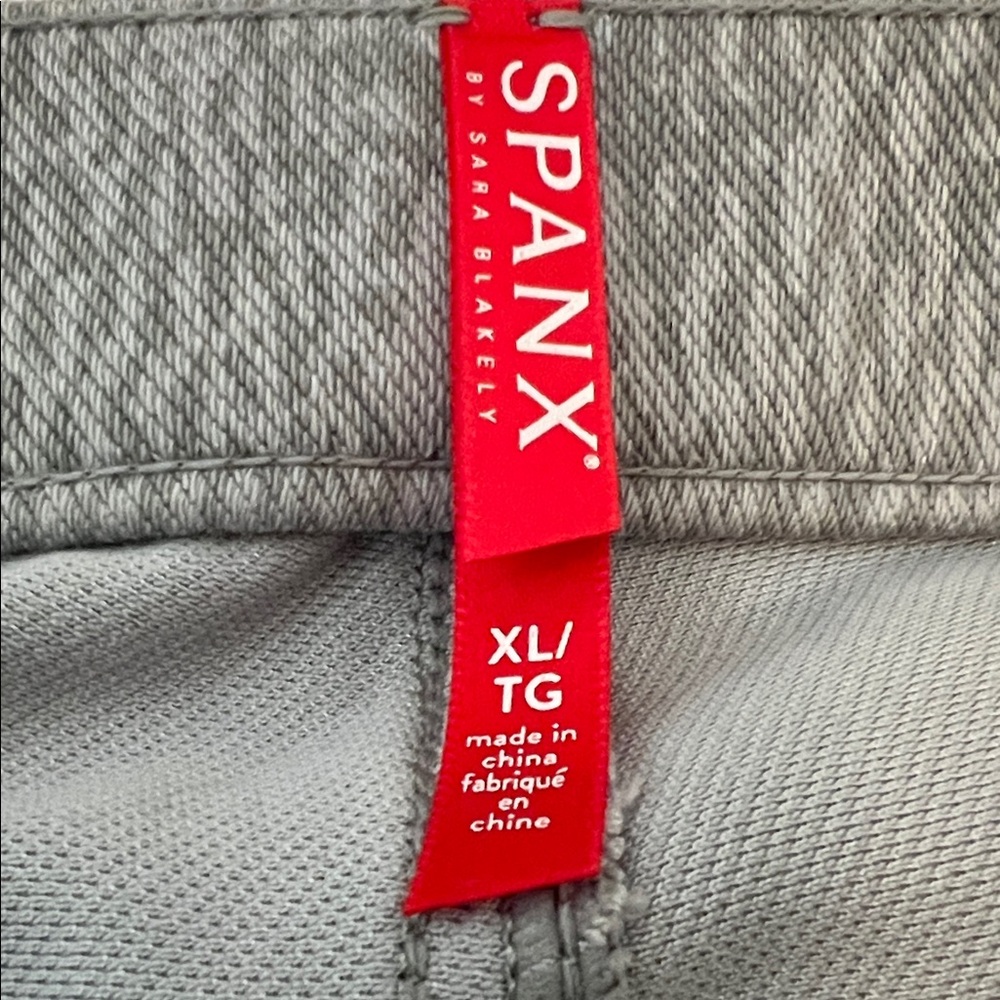 SPANX®
BY SARA BLAKELY
XL/
TG
made in
china
fabriqué
en
chine